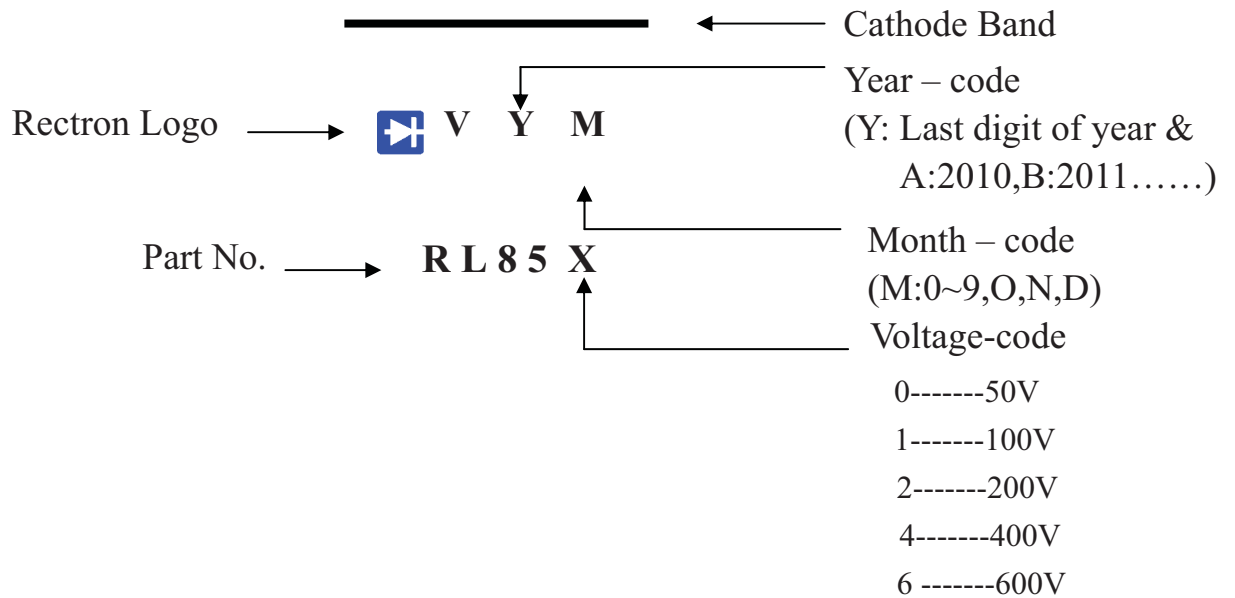 Cathode Band
Year – code
(Y: Last digit of year &
A:2010,B:2011……)
Rectron Logo
V Y M
Month – code
(M:0~9,O,N,D)
Part No.
R L 8 5 X
Voltage-code
0-------50V
1-------100V
2-------200V
4-------400V
6 -------600V